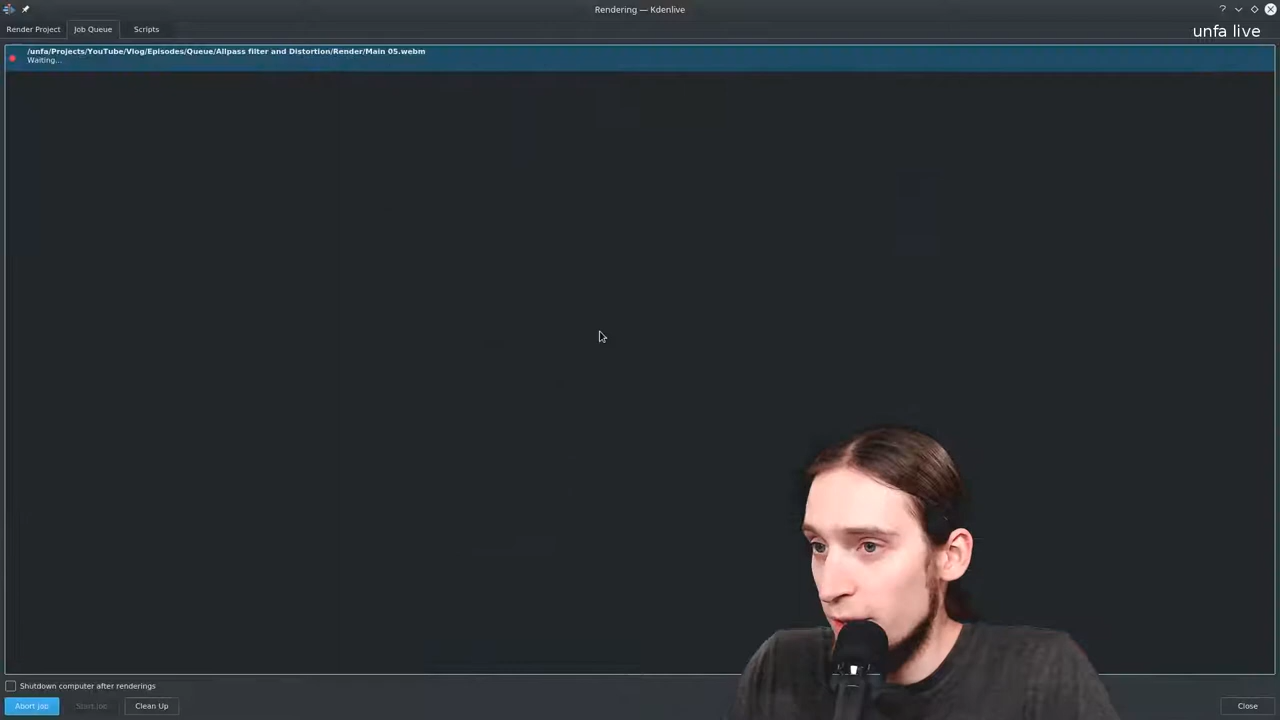 Rendering — Kdenlive
Render Project
Job Queue
Scripts
unfa live
/unfa/Projects/YouTube/Vlog/Episodes/Queue/Allpass filter and Distortion/Render/Main 05.webm
Waiting...
Shutdown computer after renderings
Abort Job
Start Job
Clean Up
Close